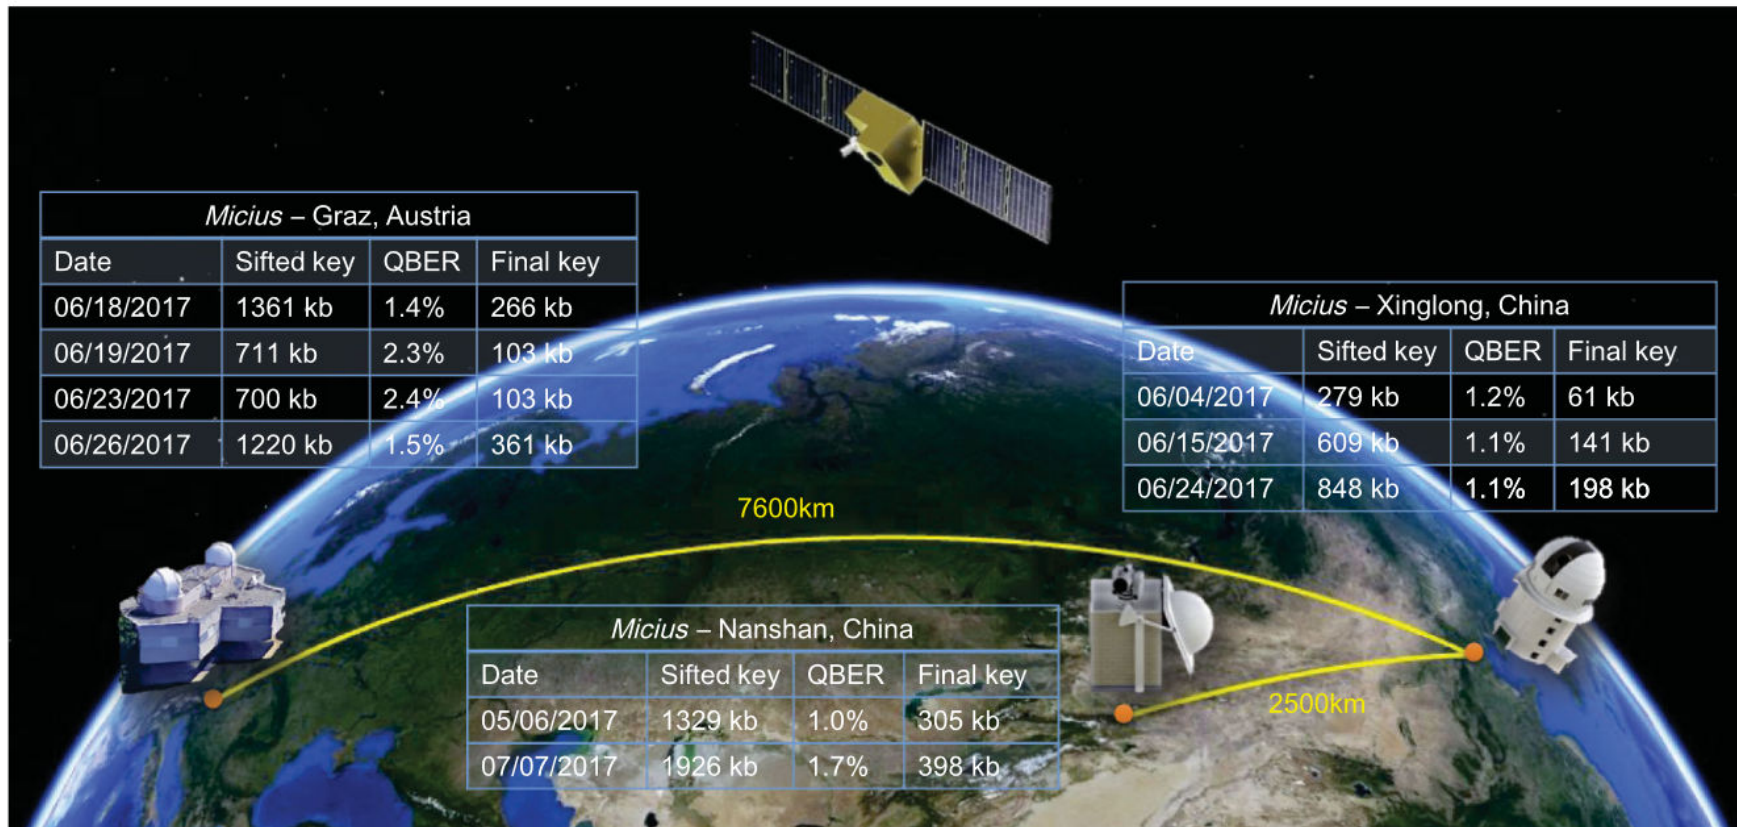 Micius – Graz, Austria
Date Sifted key QBER Final key
06/18/2017 1361 kb 1.4% 266 kb
06/19/2017 711 kb 2.3% 103 kb
06/23/2017 700 kb 2.4% 103 kb
06/26/2017 1220 kb 1.5% 361 kb
Micius – Xinglong, China
Date Sifted key QBER Final key
06/04/2017 279 kb 1.2% 61 kb
06/15/2017 609 kb 1.1% 141 kb
06/24/2017 848 kb 1.1% 198 kb
7600km
Micius – Nanshan, China
Date Sifted key QBER Final key
05/06/2017 1329 kb 1.0% 305 kb
07/07/2017 1926 kb 1.7% 398 kb
2500km